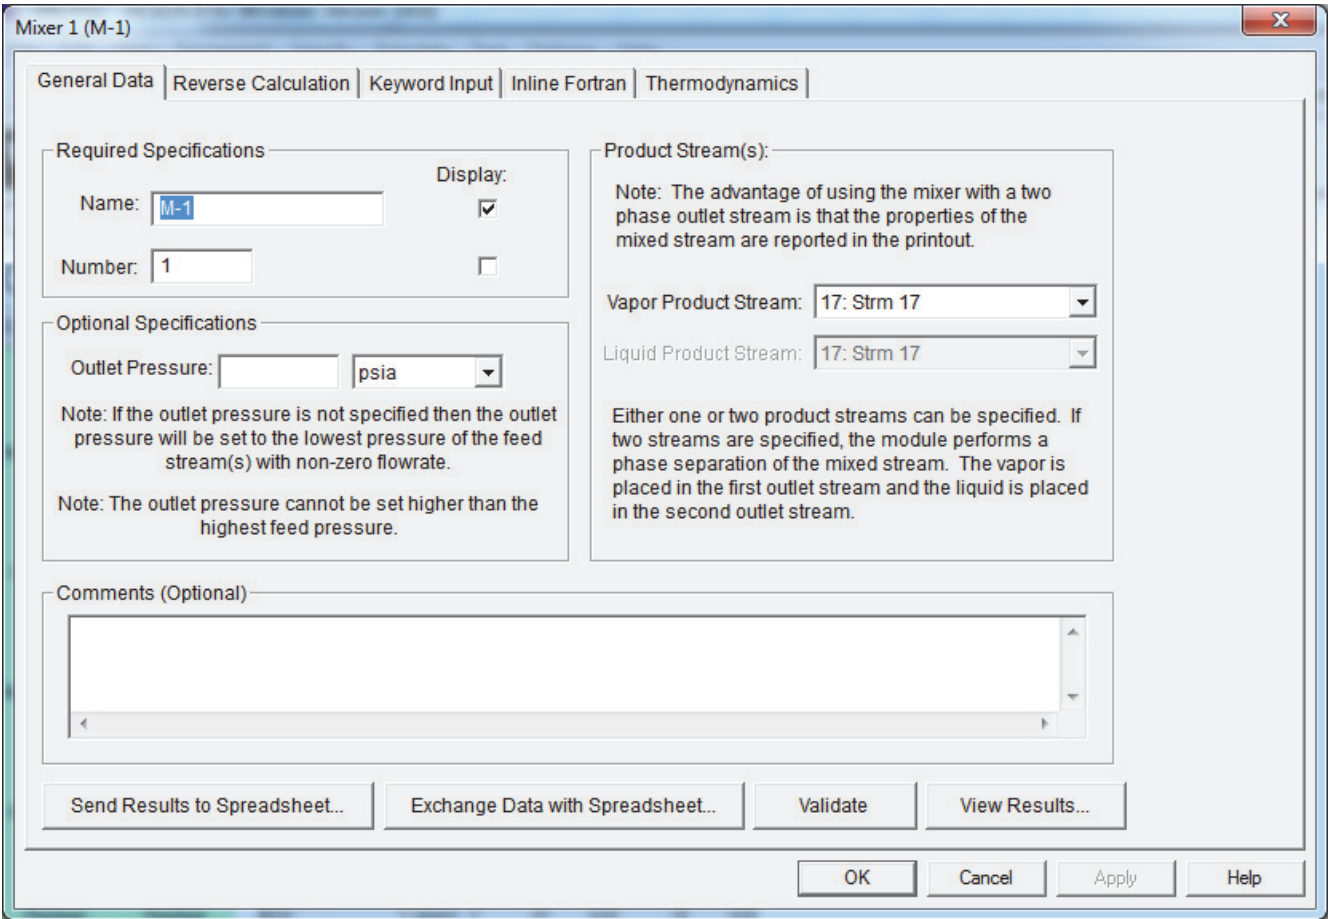 Mixer 1 (M-1)
General Data
Reverse Calculation
Keyword Input
Inline Fortran
Thermodynamics
Required Specifications
Display:
Name:
M-1
Number:
1
Optional Specifications
Outlet Pressure:
psia
Note: If the outlet pressure is not specified then the outlet
pressure will be set to the lowest pressure of the feed
stream(s) with non-zero flowrate.
Note: The outlet pressure cannot be set higher than the
highest feed pressure.
Product Stream(s):
Note: The advantage of using the mixer with a two
phase outlet stream is that the properties of the
mixed stream are reported in the printout.
Vapor Product Stream:
17: Strm 17
Liquid Product Stream:
17: Strm 17
Either one or two product streams can be specified. If
two streams are specified, the module performs a
phase separation of the mixed stream. The vapor is
placed in the first outlet stream and the liquid is placed
in the second outlet stream.
Comments (Optional)
Send Results to Spreadsheet...
Exchange Data with Spreadsheet...
Validate
View Results...
OK
Cancel
Apply
Help